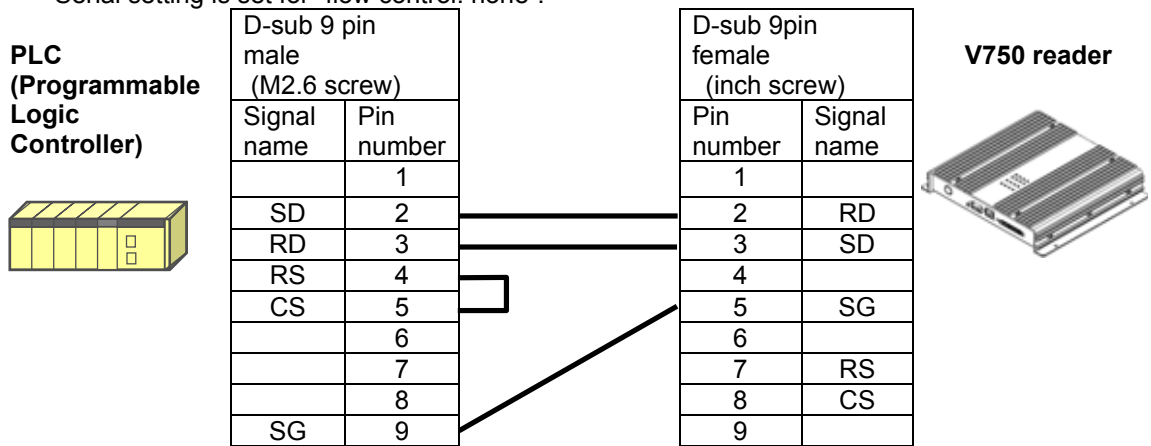 Serial setting is set for "flow control: none".
PLC
(Programmable
Logic
Controller)
D-sub 9 pin
male
(M2.6 screw)
Signal name Pin number
1
SD 2
RD 3
RS 4
CS 5
6
7
8
SG 9
D-sub 9pin
female
(inch screw)
Pin number Signal name
1
2 RD
3 SD
4
5 SG
6
7 RS
8 CS
9
V750 reader